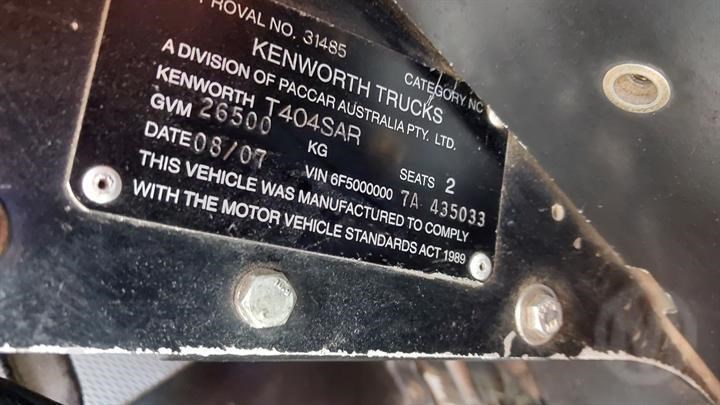 PROVAL NO. 31485 CATEGORY NC
KENWORTH TRUCKS
A DIVISION OF PACCAR AUSTRALIA PTY. LTD.
KENWORTH T404SAR
GVM 26500 KG SEATS 2
DATE 08/07 VIN 6F5000000 7A 435033
THIS VEHICLE WAS MANUFACTURED TO COMPLY
WITH THE MOTOR VEHICLE STANDARDS ACT 1989